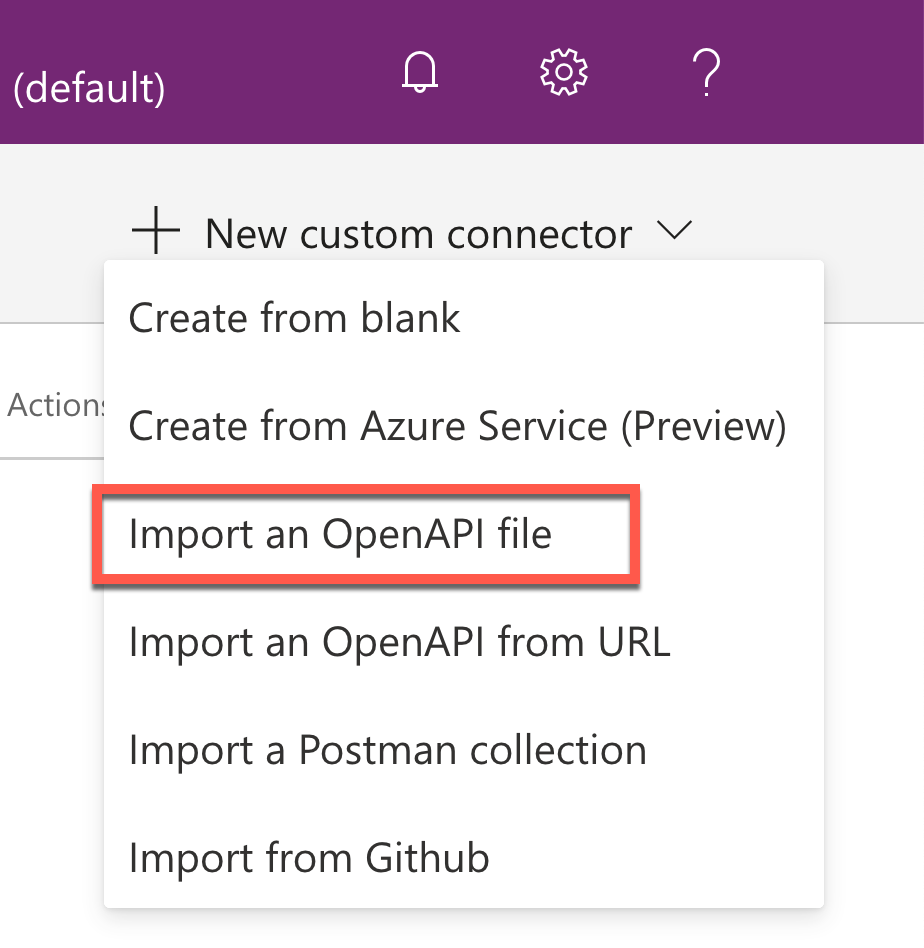 (default)
New custom connector
Create from blank
Actions
Create from Azure Service (Preview)
Import an OpenAPI file
Import an OpenAPI from URL
Import a Postman collection
Import from Github